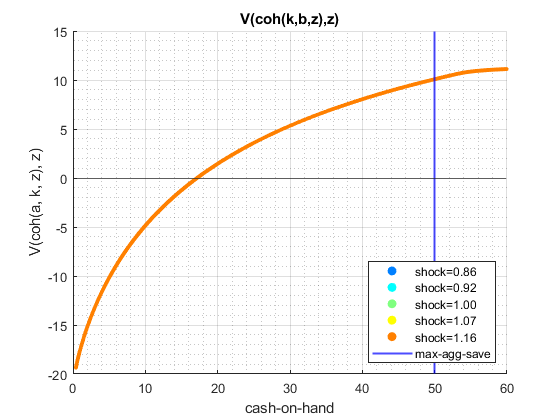 V(coh(k,b,z),z)
15
10
5
0
-5
-10
-15
-20
V(coh(a, k, z), z)
0 10 20 30 40 50 60
cash-on-hand
shock=0.86
shock=0.92
shock=1.00
shock=1.07
shock=1.16
max-agg-save